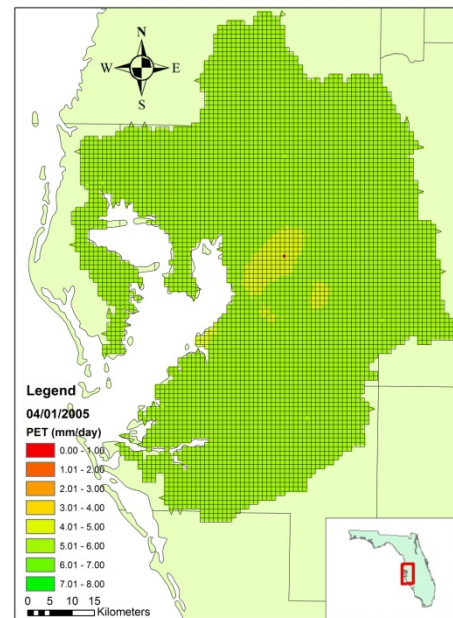 N
W E
S
Legend
04/01/2005
PET (mm/day)
0.00 - 1.00
1.01 - 2.00
2.01 - 3.00
3.01 - 4.00
4.01 - 5.00
5.01 - 6.00
6.01 - 7.00
7.01 - 8.00
0 5 10 15
Kilometers